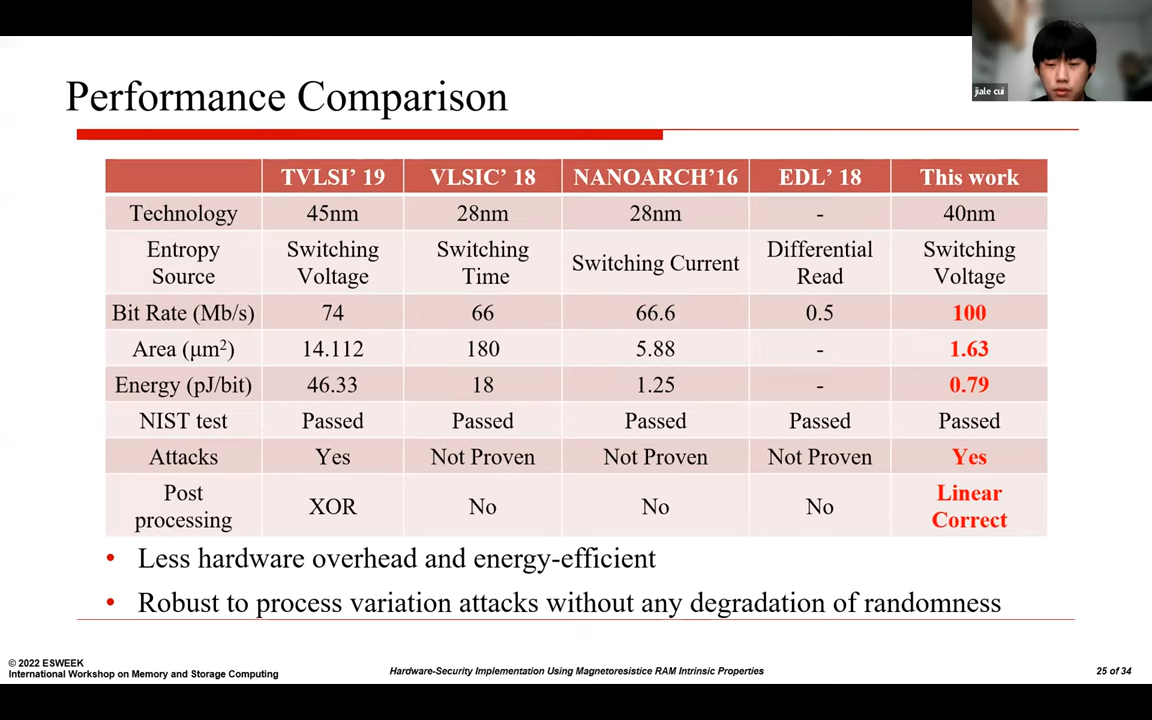 jiale cui
Performance Comparison
TVLSI’ 19 VLSIC’ 18 NANOARCH’16 EDL’ 18 This work
Technology 45nm 28nm 28nm - 40nm
Entropy Source Switching Voltage Switching Time Switching Current Differential Read Switching Voltage
Bit Rate (Mb/s) 74 66 66.6 0.5 100
Area (μm²) 14.112 180 5.88 - 1.63
Energy (pJ/bit) 46.33 18 1.25 - 0.79
NIST test Passed Passed Passed Passed Passed
Attacks Yes Not Proven Not Proven Not Proven Yes
Post processing XOR No No No Linear Correct
• Less hardware overhead and energy-efficient
• Robust to process variation attacks without any degradation of randomness
© 2022 ESWEEK
International Workshop on Memory and Storage Computing
Hardware-Security Implementation Using Magnetoresistice RAM Intrinsic Properties
25 of 34